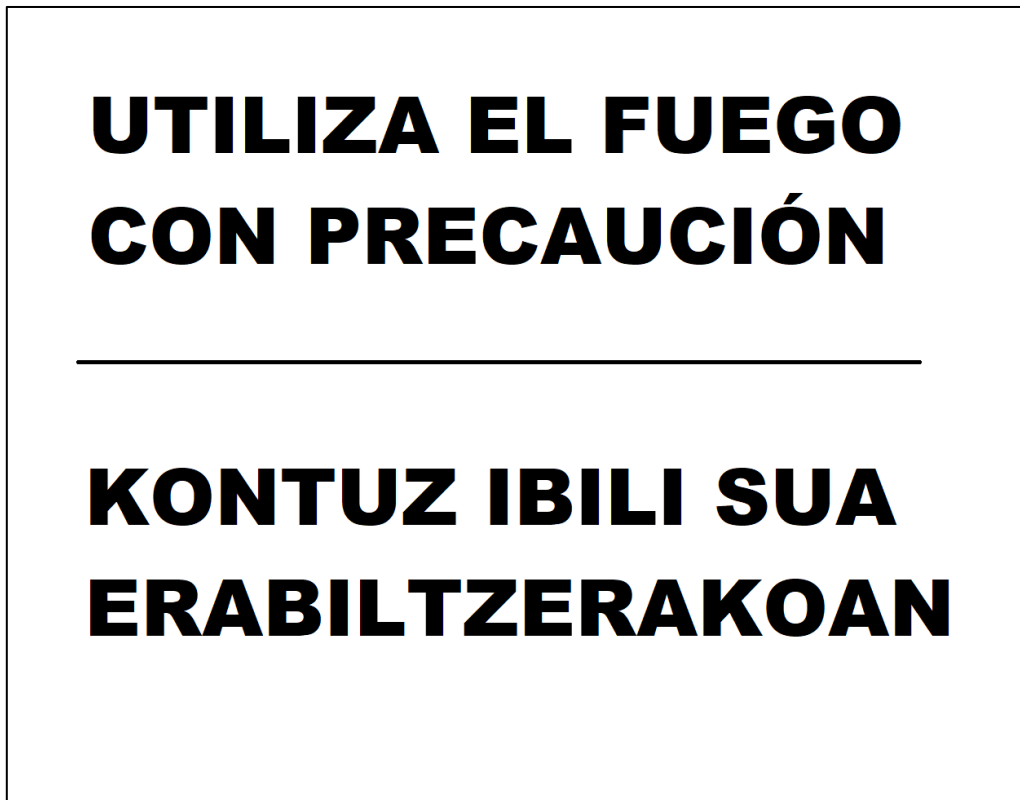 UTILIZA EL FUEGO
CON PRECAUCIÓN
KONTUZ IBILI SUA
ERABILTZERAKOAN